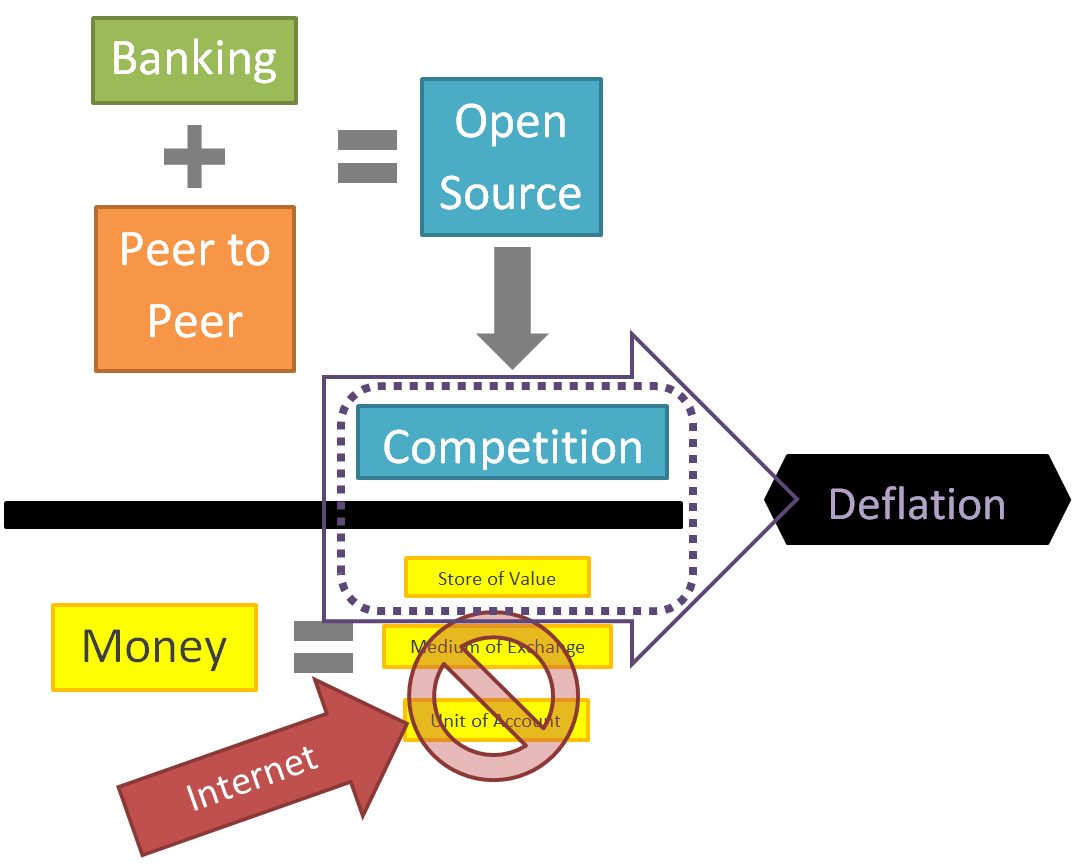 Banking
Open
Source
Peer to
Peer
Competition
Deflation
Store of Value
Money
Medium of Exchange
Unit of Account
Internet